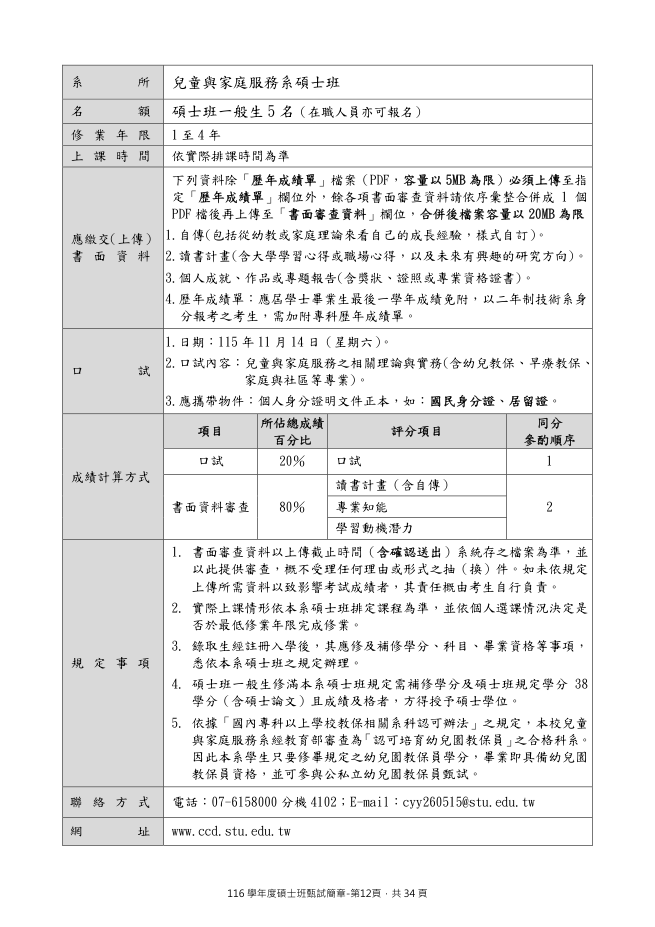 系所 兒童與家庭服務系碩士班
名額 碩士班一般生 5 名（在職人員亦可報名）
修業年限 1 至 4 年
上課時間 依實際排課時間為準
應繳交(上傳)
書面資料
下列資料除「歷年成績單」檔案（PDF，容量以 5MB 為限）必須上傳至指
定「歷年成績單」欄位外，餘各項書面審查資料請依序彙整合併成 1 個
PDF 檔後再上傳至「書面審查資料」欄位，合併後檔案容量以 20MB 為限
1.自傳(包括從幼教或家庭理論來看自己的成長經驗，樣式自訂)。
2.讀書計畫(含大學學習心得或職場心得，以及未來有興趣的研究方向)。
3.個人成就、作品或專題報告(含獎狀、證照或專業資格證書)。
4.歷年成績單：應屆學士畢業生最後一學年成績免附，以二年制技術系身
分報考之考生，需加附專科歷年成績單。
口試
1.日期：115 年 11 月 14 日（星期六）。
2.口試內容：兒童與家庭服務之相關理論與實務(含幼兒教保、早療教保、
家庭與社區等專業)。
3.應攜帶物件：個人身分證明文件正本，如：國民身分證、居留證。
成績計算方式
項目 所佔總成績百分比 評分項目 同分參酌順序
口試 20% 口試 1
書面資料審查 80% 讀書計畫（含自傳） 2
專業知能
學習動機潛力
規定事項
1. 書面審查資料以上傳截止時間（含確認送出）系統存之檔案為準，並
以此提供審查，概不受理任何理由或形式之抽（換）件。如未依規定
上傳所需資料以致影響考試成績者，其責任概由考生自行負責。
2. 實際上課情形依本系碩士班排定課程為準，並依個人選課情況決定是
否於最低修業年限完成修業。
3. 錄取生經註冊入學後，其應修及補修學分、科目、畢業資格等事項，
悉依本系碩士班之規定辦理。
4. 碩士班一般生修滿本系碩士班規定需補修學分及碩士班規定學分 38
學分（含碩士論文）且成績及格者，方得授予碩士學位。
5. 依據「國內專科以上學校教保相關系科認可辦法」之規定，本校兒童
與家庭服務系經教育部審查為「認可培育幼兒園教保員」之合格科系。
因此本系學生只要修畢規定之幼兒園教保員學分，畢業即具備幼兒園
教保員資格，並可參與公私立幼兒園教保員甄試。
聯絡方式 電話：07-6158000 分機 4102；E-mail：cyy260515@stu.edu.tw
網址 www.ccd.stu.edu.tw
116 學年度碩士班甄試簡章-第12頁，共 34 頁